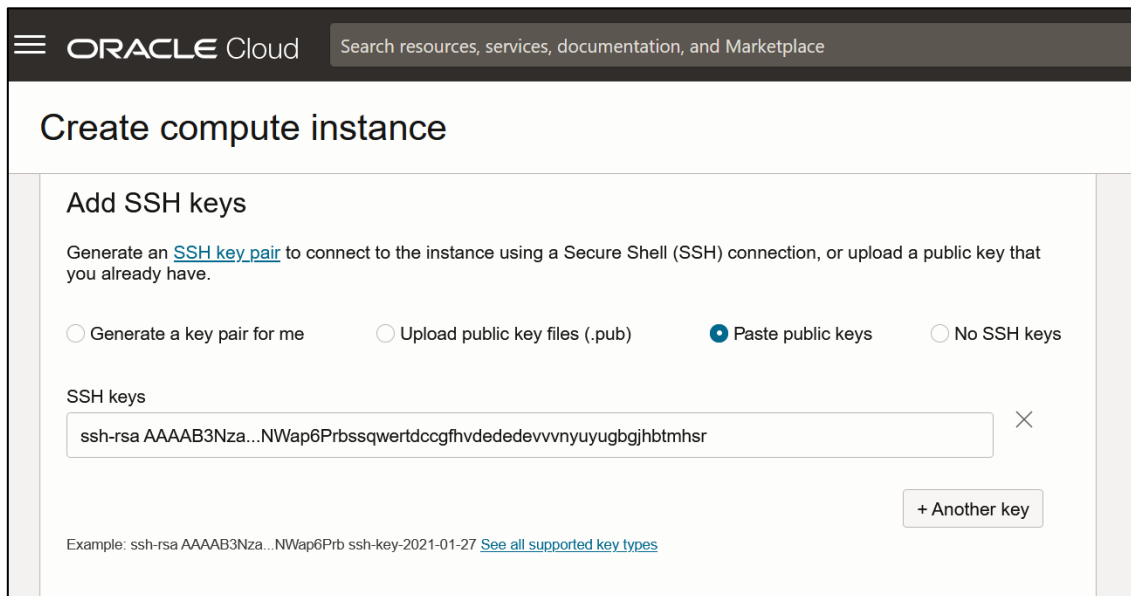 ORACLE Cloud
Search resources, services, documentation, and Marketplace
Create compute instance
Add SSH keys
Generate an SSH key pair to connect to the instance using a Secure Shell (SSH) connection, or upload a public key that
you already have.
Generate a key pair for me Upload public key files (.pub) Paste public keys No SSH keys
SSH keys
ssh-rsa AAAAB3Nza...NWap6Prbssqwertdccgfhvdededevvvnyuyugbgjhbtmhsr
+ Another key
Example: ssh-rsa AAAAB3Nza...NWap6Prb ssh-key-2021-01-27 See all supported key types